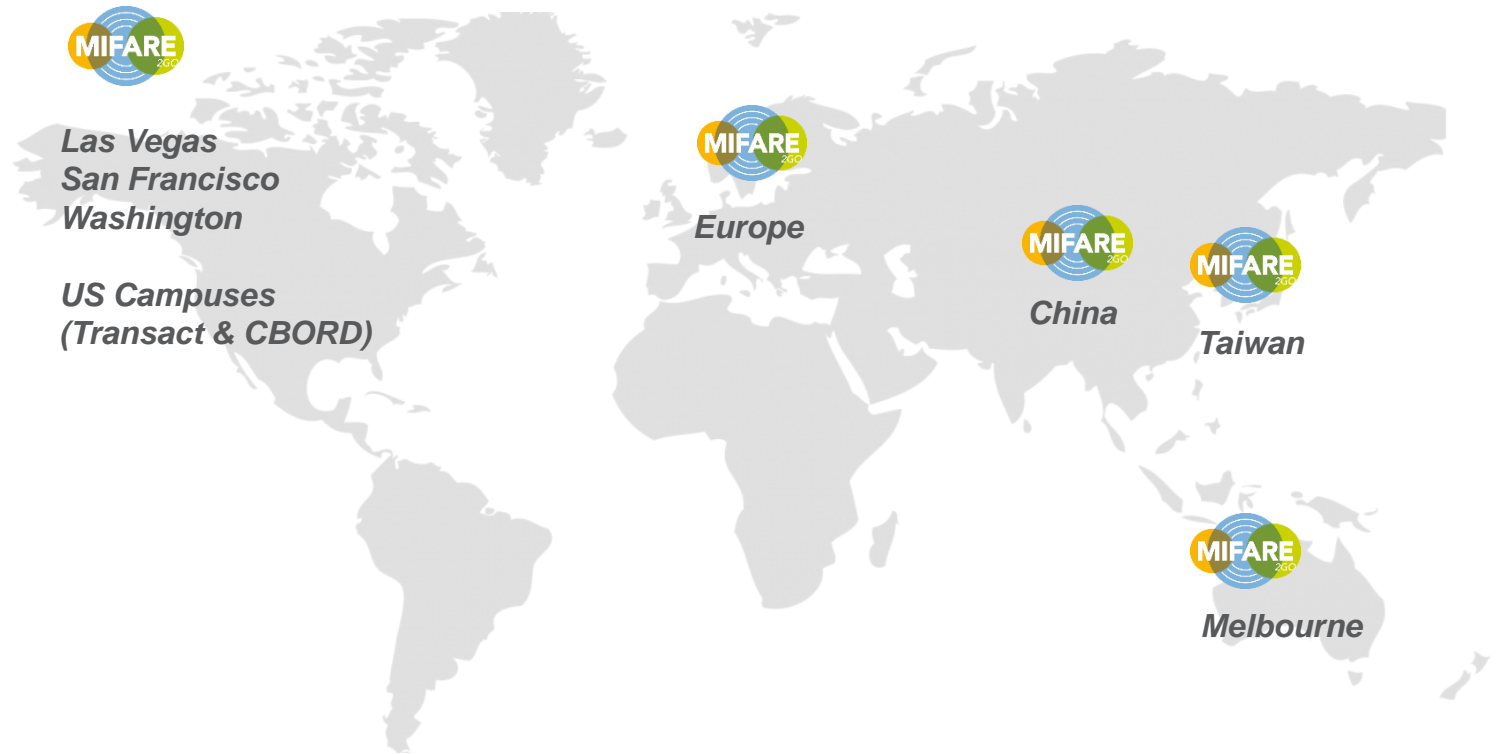 MIFARE
2GO
Las Vegas
San Francisco
Washington
US Campuses
(Transact & CBORD)
MIFARE
2GO
Europe
MIFARE
2GO
China
MIFARE
2GO
Taiwan
MIFARE
2GO
Melbourne